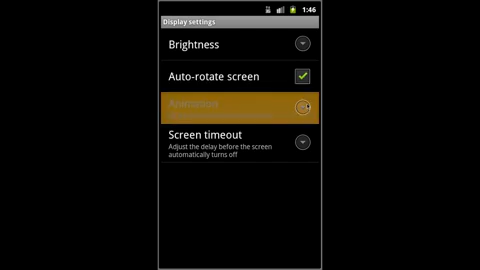 1:46
Display settings
Brightness
Auto-rotate screen
Animation
Screen timeout
Adjust the delay before the screen
automatically turns off